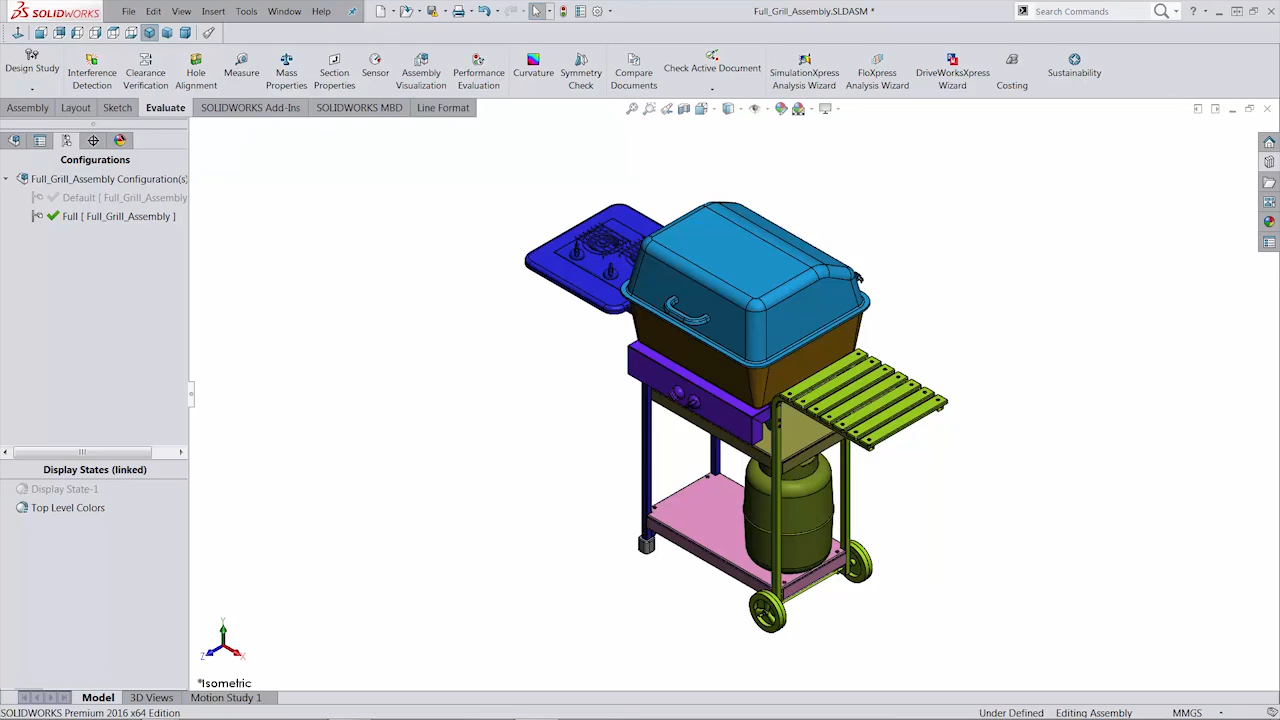 SOLIDWORKS File Edit View Insert Tools Window Help Full_Grill_Assembly.SLDASM * Search Commands
Design Study
Interference Detection
Clearance Verification
Hole Alignment
Measure
Mass Properties
Section Properties
Sensor
Assembly Visualization
Performance Evaluation
Curvature
Symmetry Check
Compare Documents
Check Active Document
SimulationXpress Analysis Wizard
FloXpress Analysis Wizard
DriveWorksXpress Wizard
Costing
Sustainability
Assembly Layout Sketch Evaluate SOLIDWORKS Add-Ins SOLIDWORKS MBD Line Format
Configurations
Full_Grill_Assembly Configuration(s)
Default [ Full_Grill_Assembly
Full [ Full_Grill_Assembly ]
Display States (linked)
Display State-1
Top Level Colors
Y
Z X
*Isometric
Model 3D Views Motion Study 1
SOLIDWORKS Premium 2016 x64 Edition Under Defined Editing Assembly MMGS